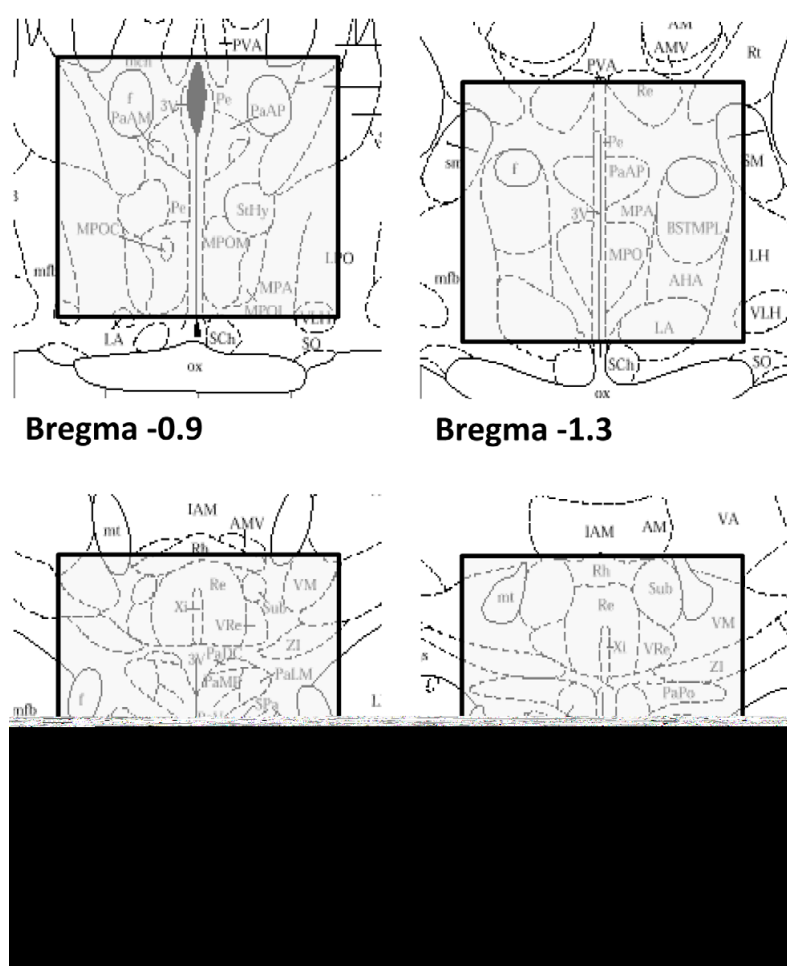 PVA
mch
f
3V
Pe
PaAP
PaAM
Pe
StHy
MPOC
MPOM
LPO
mfb
MPA
MPOL
VLH
LA
SCh
SO
ox
Bregma -0.9
AM
AMV
Rt
PVA
Re
Pe
sm
f
PaAP
SM
3V
MPA
BSTMPL
MPO
LH
mfb
AHA
VLH
LA
SCh
SO
ox
Bregma -1.3
IAM
mt
AMV
Rh
Re
VM
Xi
Sub
VRe
ZI
3V
PaDC
PaLM
PaMP
f
SPa
mfb
IAM
AM
VA
Rh
Sub
mt
Re
VM
Xi
VRe
ZI
s
PaPo